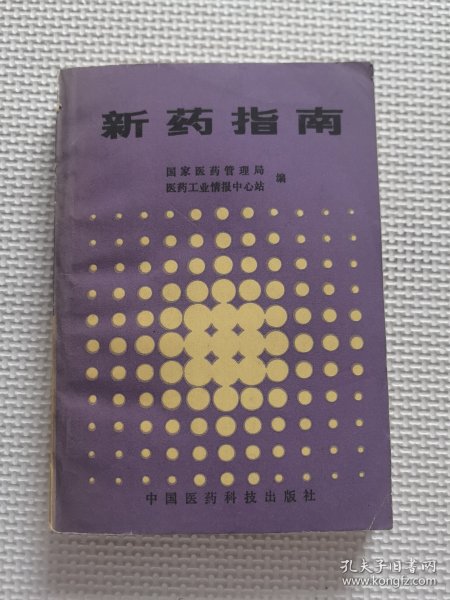 新药指南
国家医药管理局
医药工业情报中心站
编
中国医药科技出版社
孔夫子旧书网
www.kongfz.com